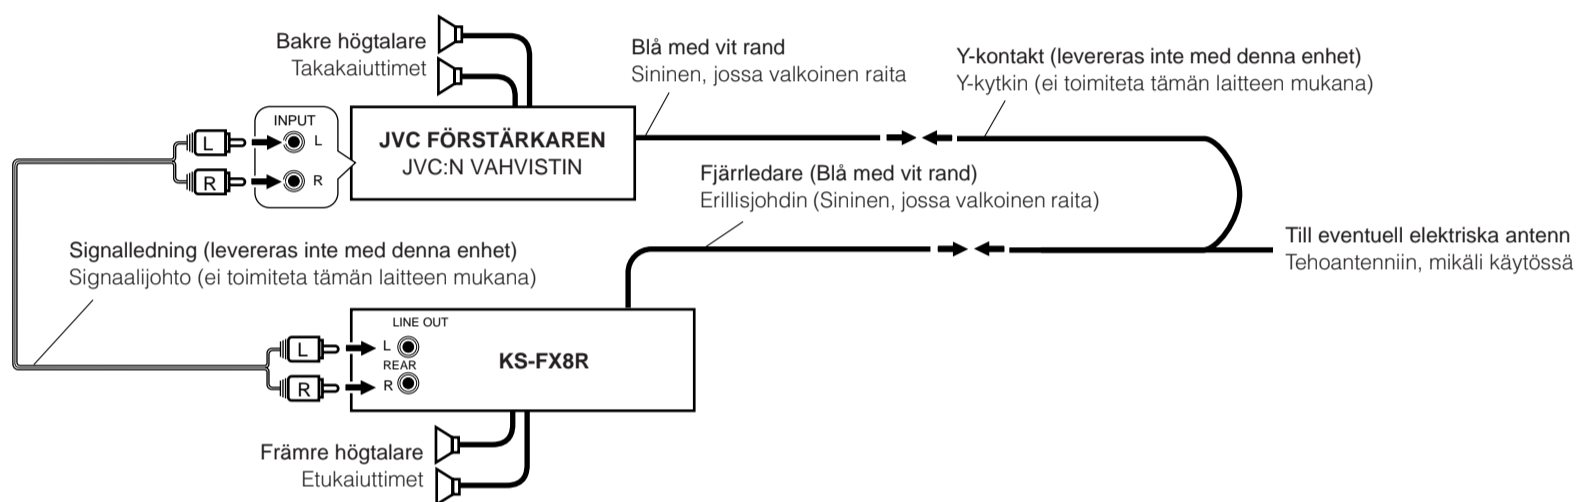 Bakre högtalare
Takakaiuttimet
Blå med vit rand
Sininen, jossa valkoinen raita
Y-kontakt (levereras inte med denna enhet)
Y-kytkin (ei toimiteta tämän laitteen mukana)
INPUT
L
L
R
R
JVC FÖRSTÄRKAREN
JVC:N VAHVISTIN
Fjärrledare (Blå med vit rand)
Erillisjohdin (Sininen, jossa valkoinen raita)
Till eventuell elektriska antenn
Tehoantenniin, mikäli käytössä
Signalledning (levereras inte med denna enhet)
Signaalijohto (ei toimiteta tämän laitteen mukana)
LINE OUT
L
L
REAR
R
R
KS-FX8R
Främre högtalare
Etukaiuttimet